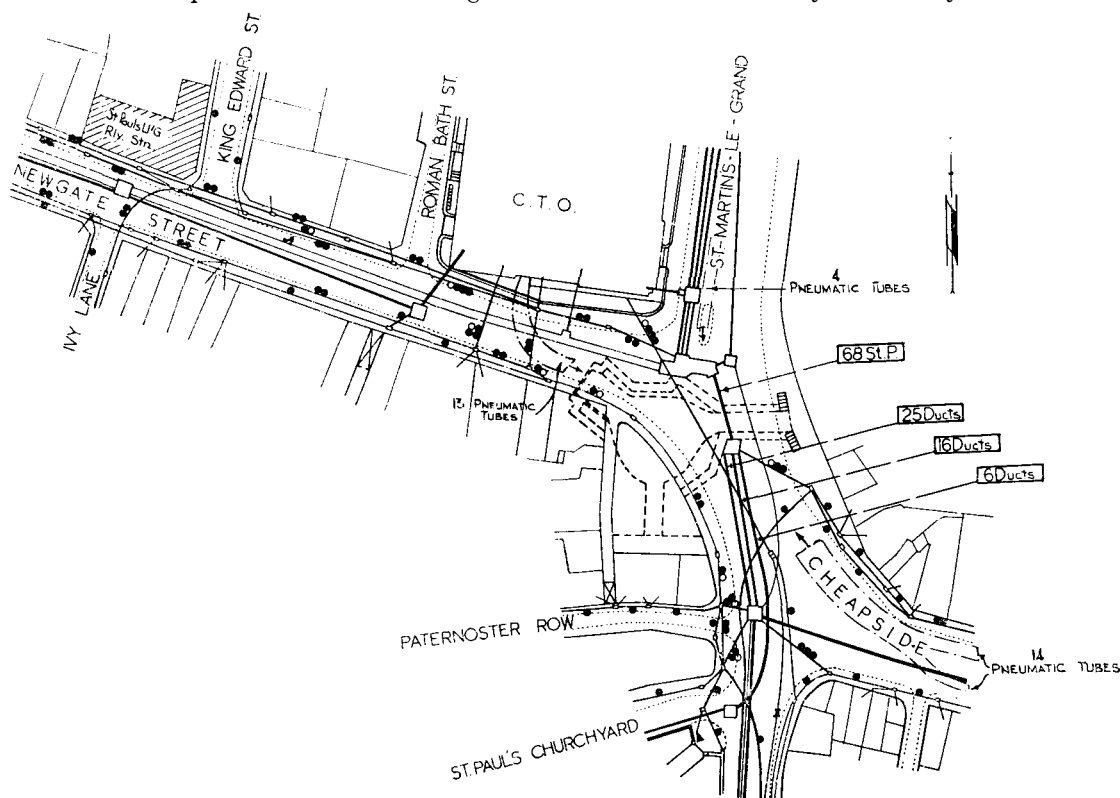 KING EDWARD ST.
ROMAN BATH ST.
ST-MARTINS-LE-GRAND
St Pauls U'G
Rly. Stn.
C.T.O.
NEWGATE STREET
4
PNEUMATIC TUBES
IVY LANE
68 St. P.
13 PNEUMATIC
TUBES
25 Ducts
16 Ducts
6 Ducts
CHEAPSIDE
PATERNOSTER ROW
14
PNEUMATIC TUBES
ST. PAUL'S CHURCHYARD